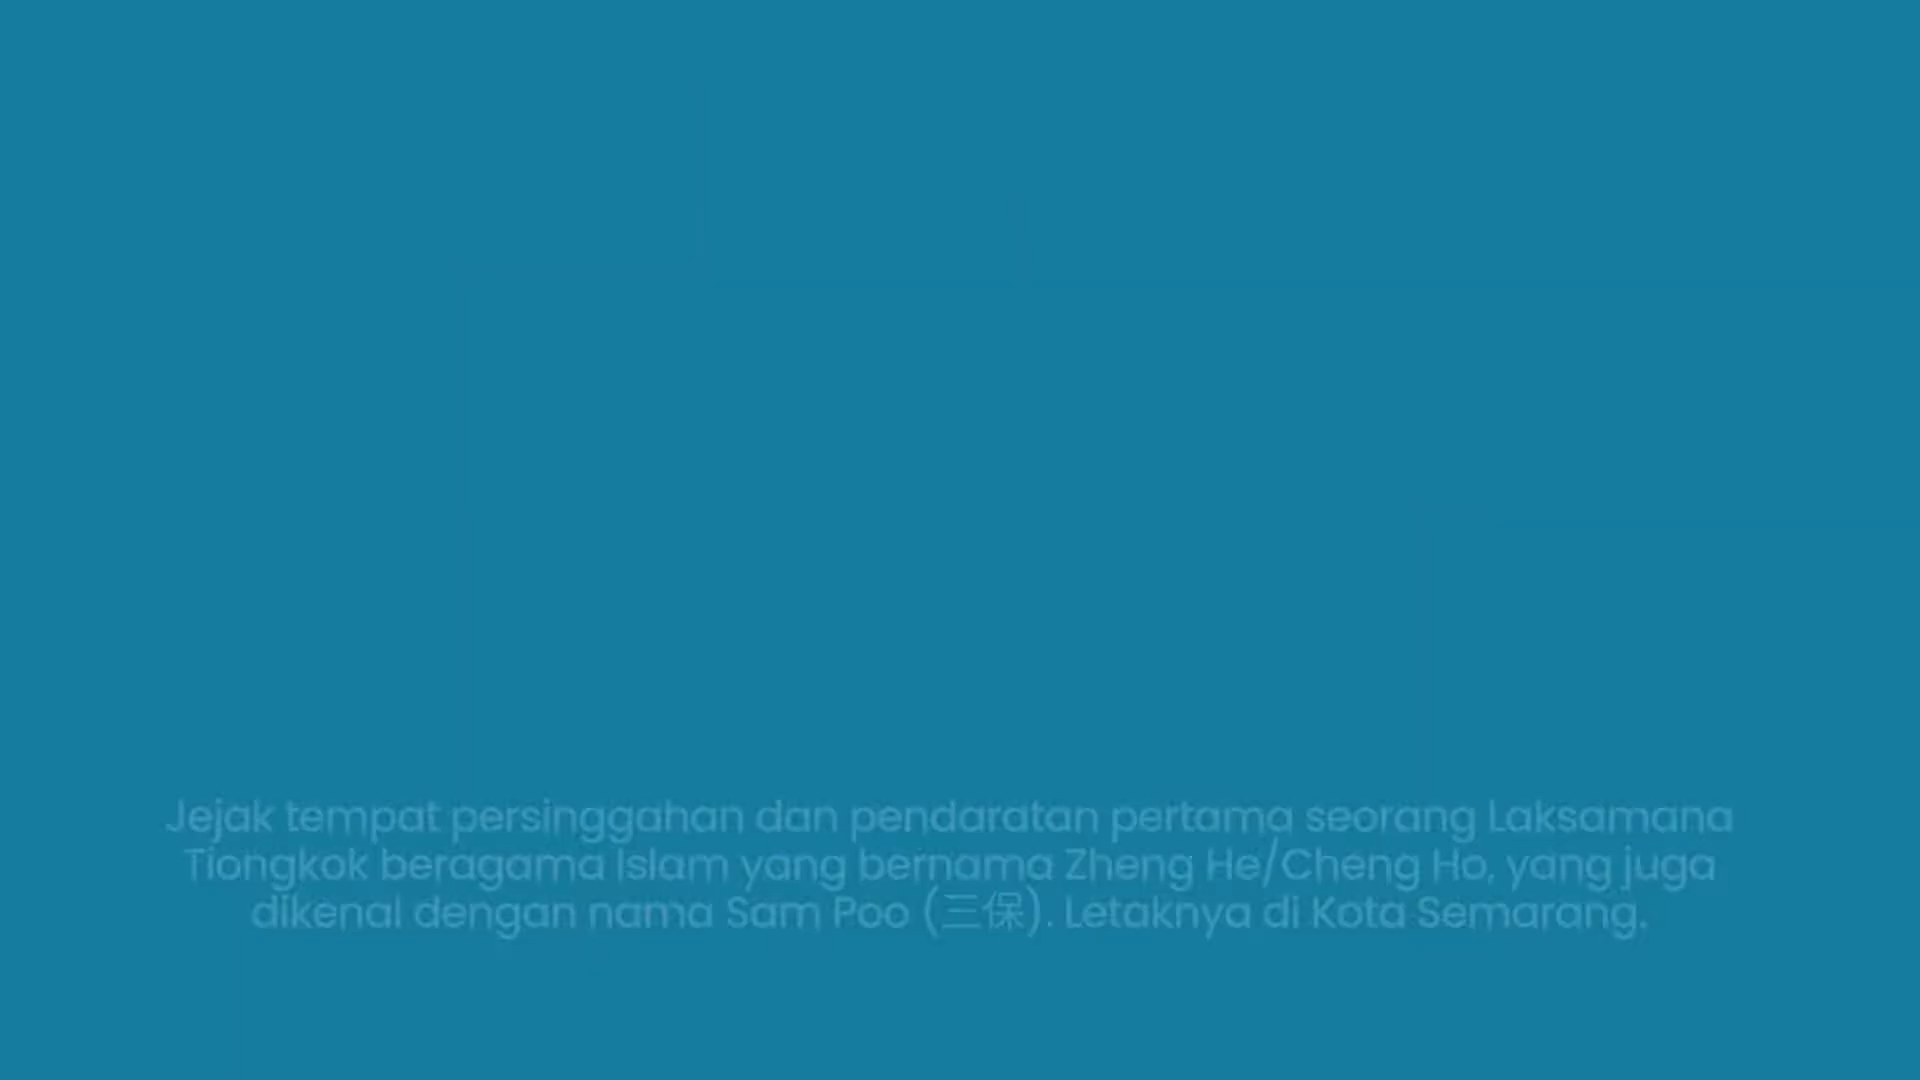 Jejak tempat persinggahan dan pendaratan pertama seorang Laksamana
Tiongkok beragama Islam yang bernama Zheng He/Cheng Ho, yang juga
dikenal dengan nama Sam Poo (三保). Letaknya di Kota Semarang.